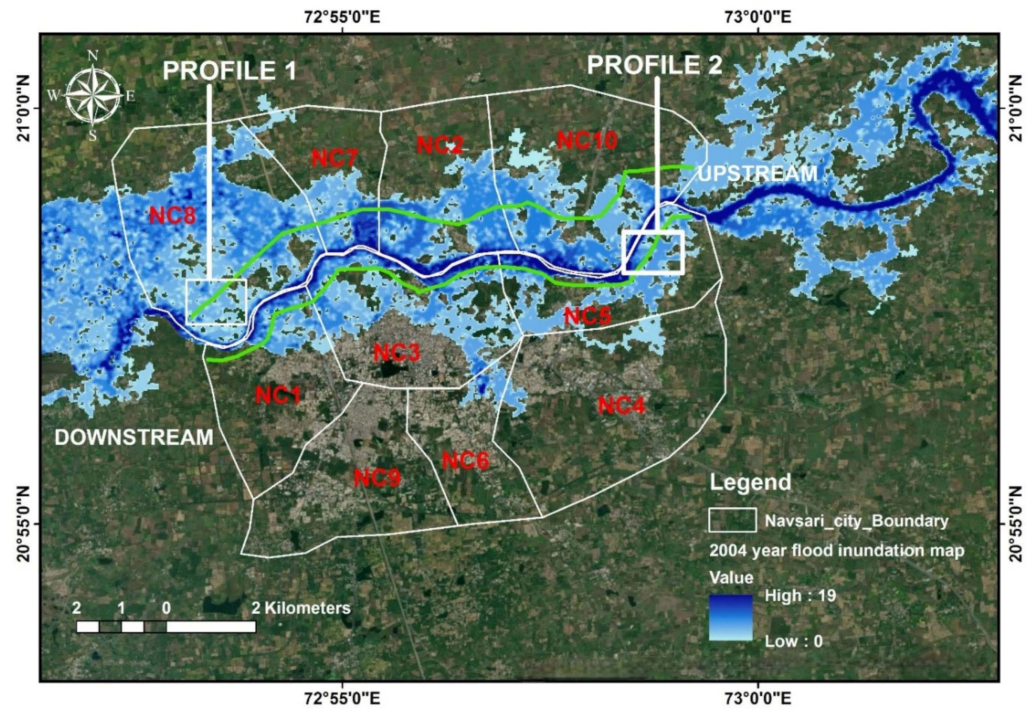 72°55'0"E 73°0'0"E
N
W E
S
PROFILE 1
PROFILE 2
21°0'0"N
21°0'0"N
NC2
NC10
NC7
UPSTREAM
NC8
NC5
NC3
NC1
NC4
DOWNSTREAM
NC6
NC9
Legend
Navsari_city_Boundary
2004 year flood inundation map
Value
High : 19
Low : 0
20°55'0"N
20°55'0"N
2 1 0 2 Kilometers
72°55'0"E 73°0'0"E